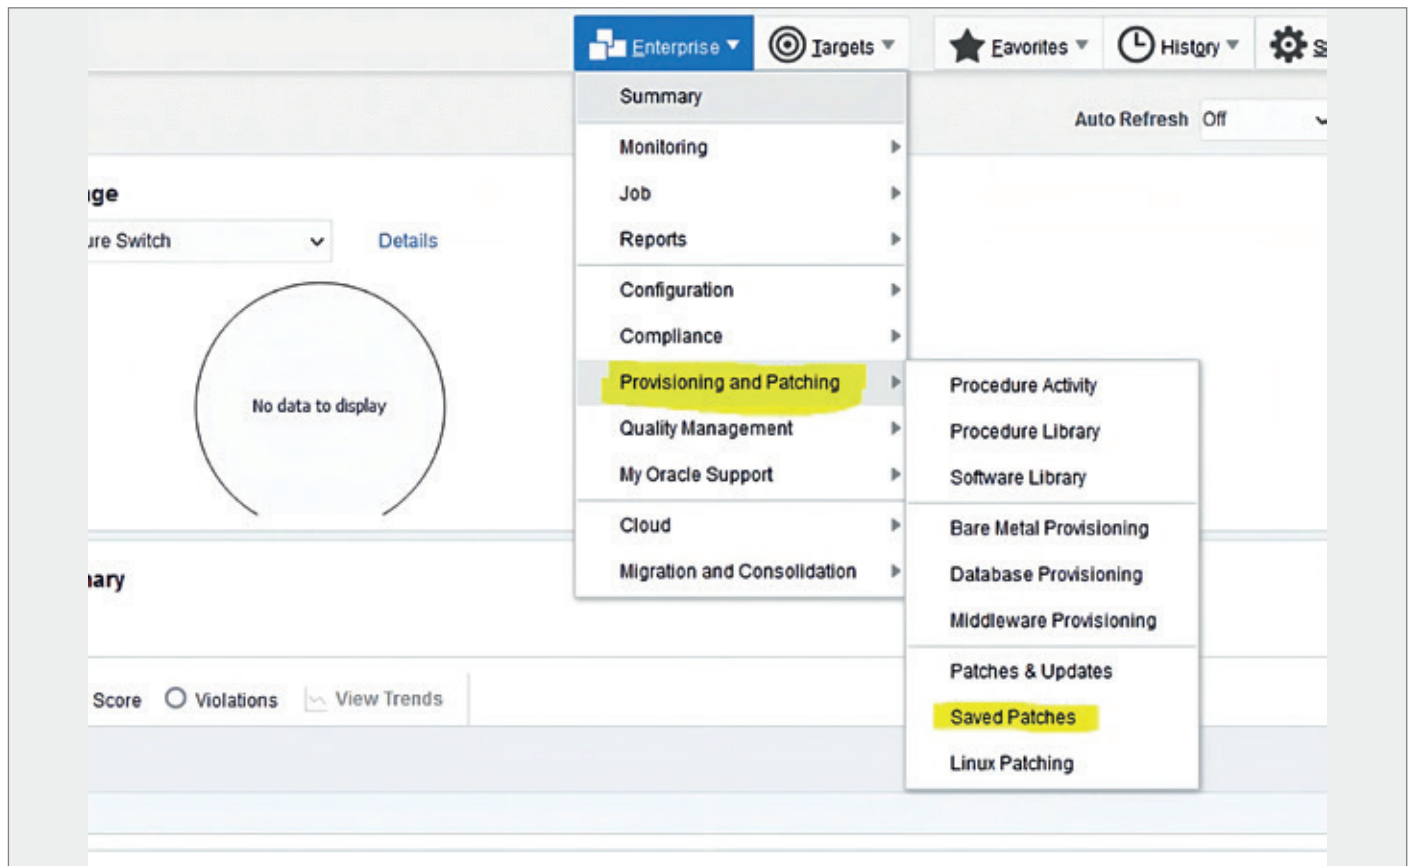 Enterprise Targets Favorites History
Summary
Auto Refresh Off
Monitoring
Job
Reports
Configuration
Compliance
Provisioning and Patching
Quality Management
My Oracle Support
Cloud
Migration and Consolidation
Procedure Activity
Procedure Library
Software Library
Bare Metal Provisioning
Database Provisioning
Middleware Provisioning
Patches & Updates
Saved Patches
Linux Patching
ge
ure Switch Details
No data to display
ary
Score Violations View Trends